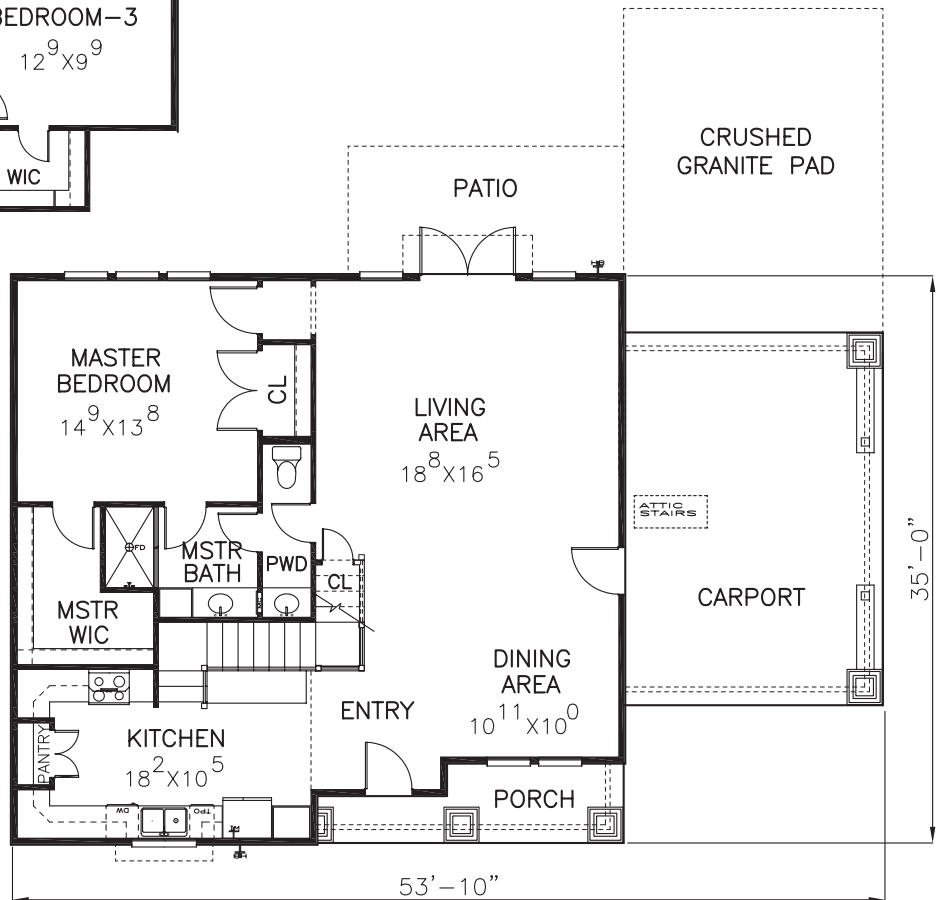 BEDROOM-3
12⁹X9⁹
WIC
CRUSHED
GRANITE PAD
PATIO
MASTER
BEDROOM
14⁹X13⁸
CL
LIVING
AREA
18⁸X16⁵
ATTIC
STAIRS
FD
MSTR
BATH
PWD
CL
CARPORT
35'-0"
MSTR
WIC
DINING
AREA
10¹¹X10⁰
ENTRY
PANTRY
KITCHEN
18²X10⁵
PORCH
DW
53'-10"